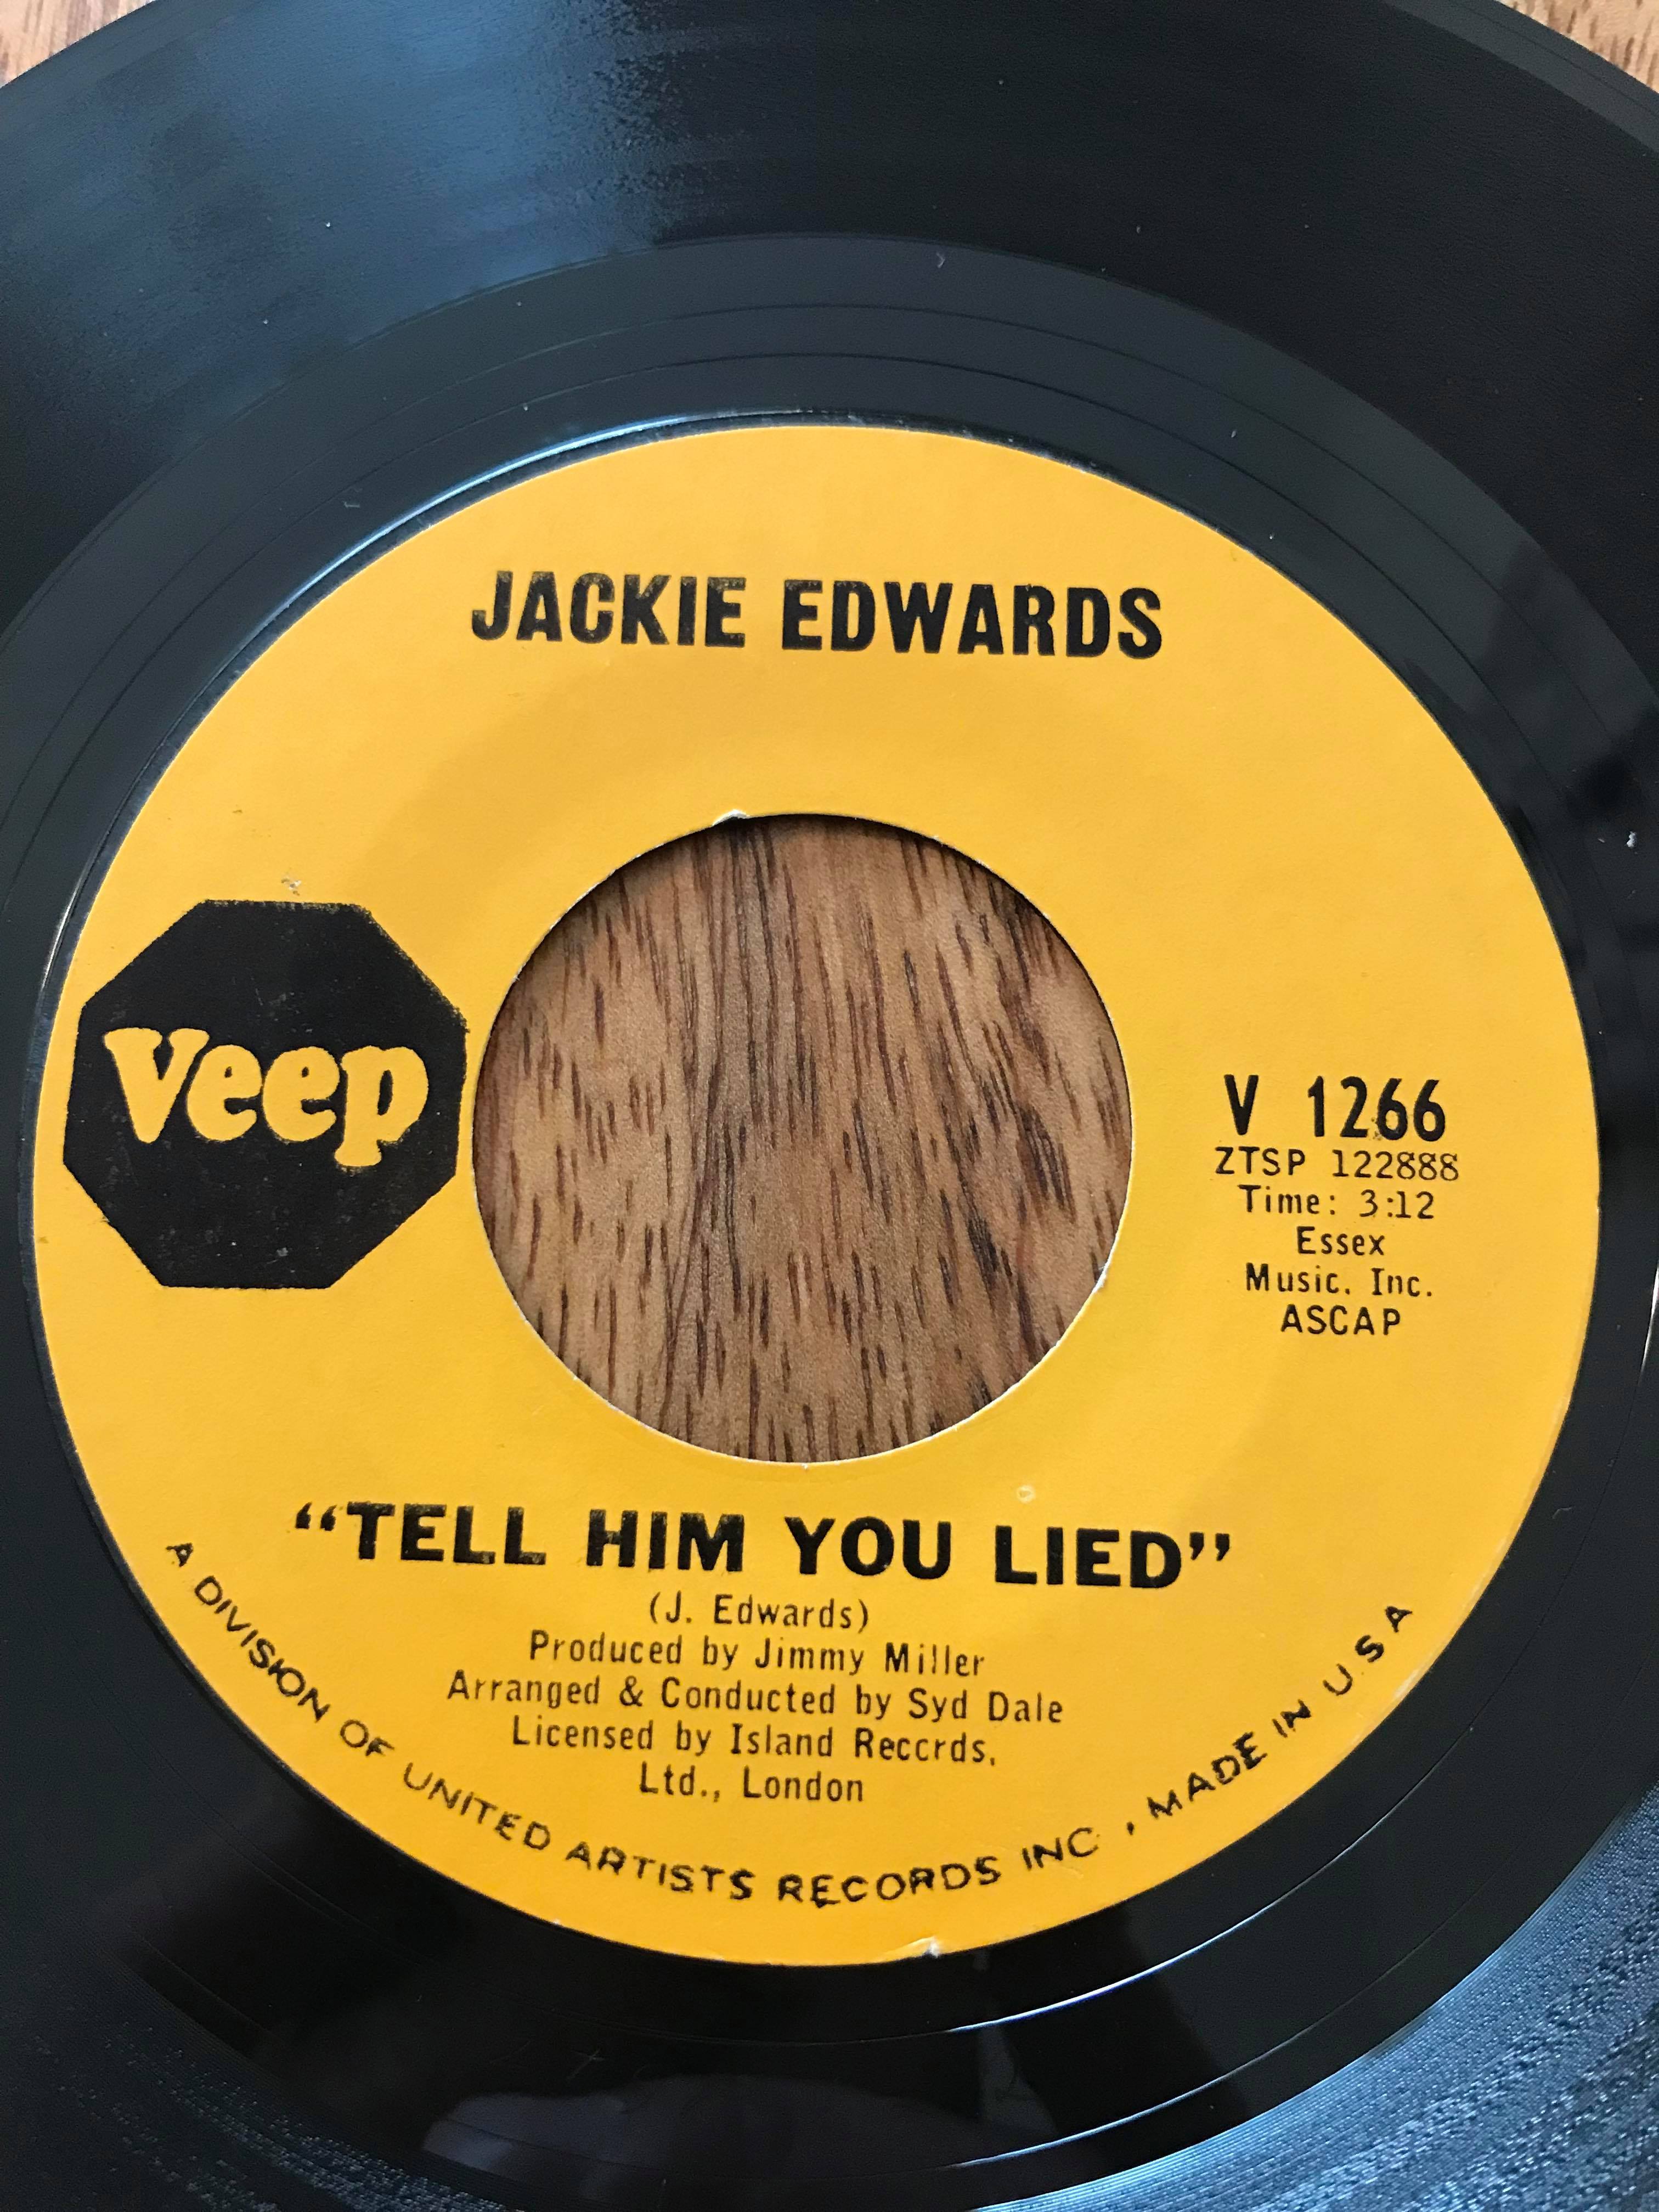 JACKIE EDWARDS
Veep
V 1266
ZTSP 122888
Time: 3:12
Essex
Music, Inc.
ASCAP
“TELL HIM YOU LIED”
(J. Edwards)
Produced by Jimmy Miller
Arranged & Conducted by Syd Dale
Licensed by Island Reccrds,
Ltd., London
A DIVISION OF UNITED ARTISTS RECORDS INC , MADE IN U S A